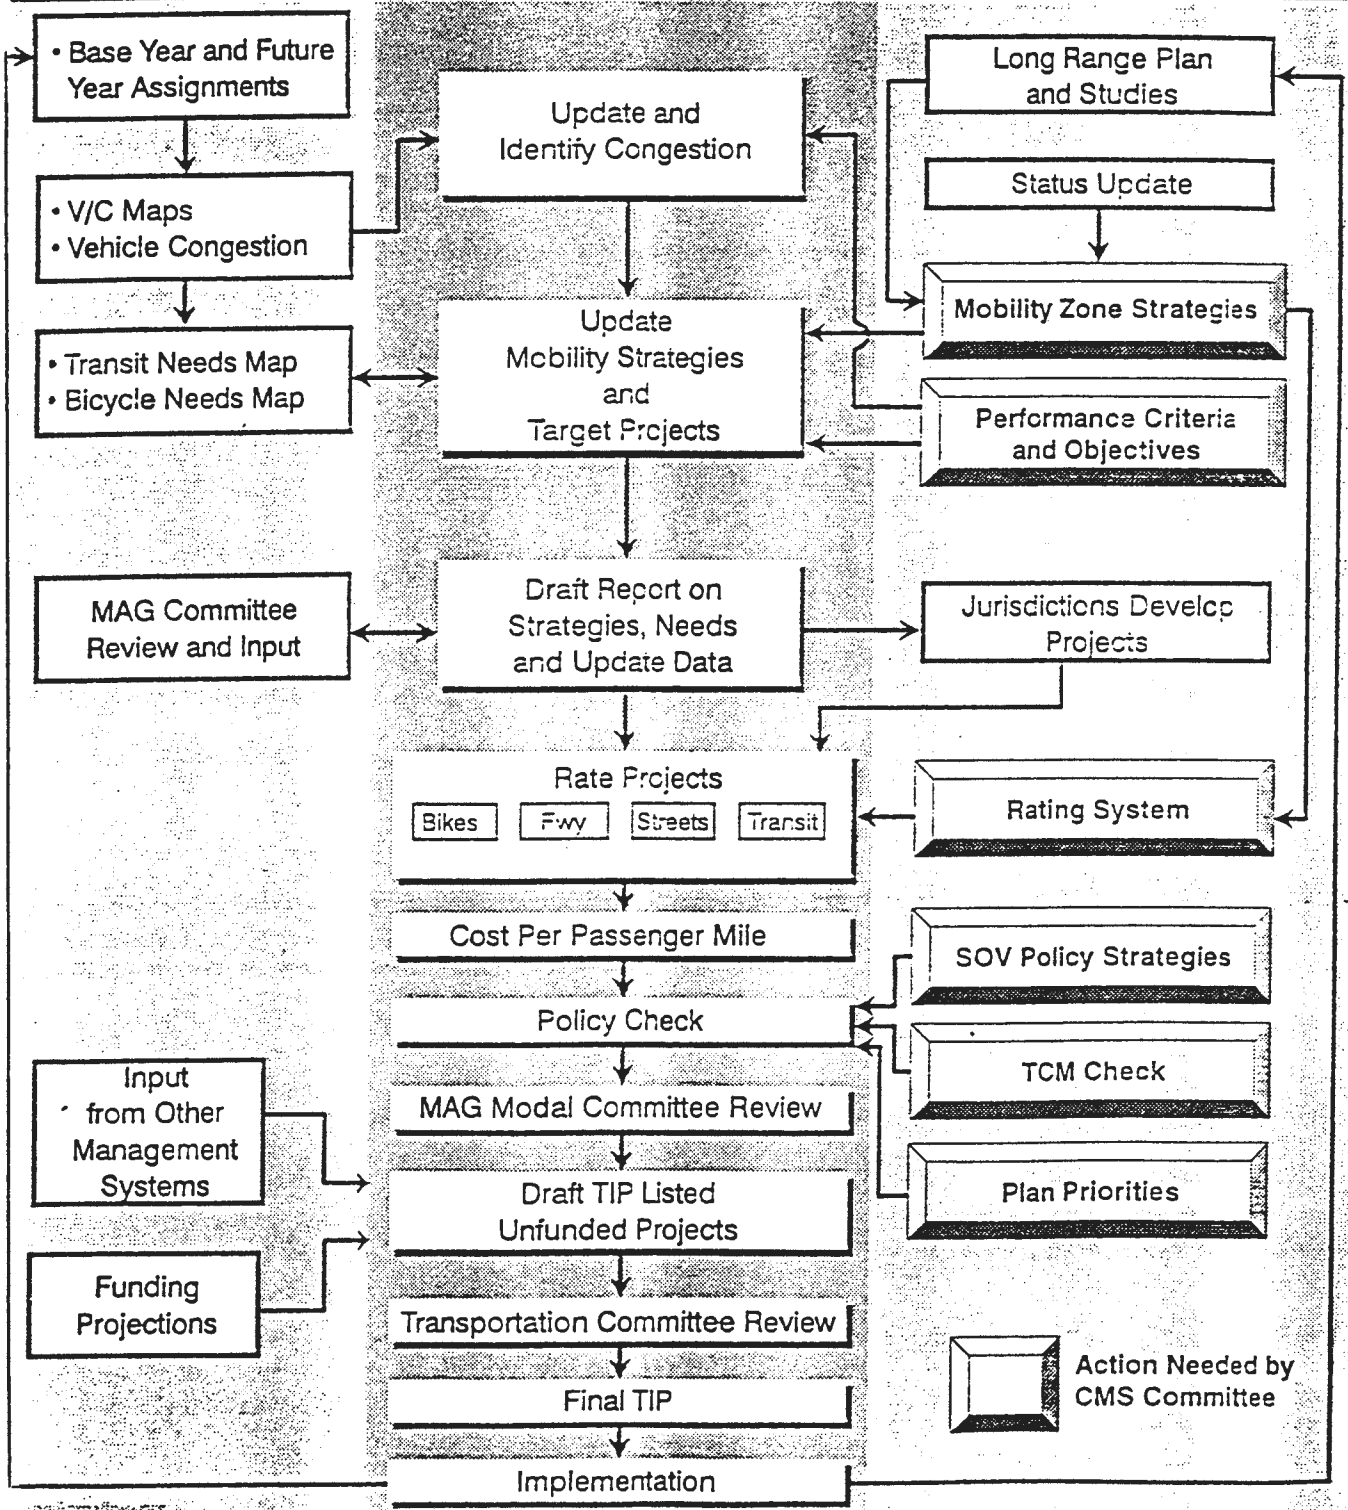 • Base Year and Future
Year Assignments
• V/C Maps
• Vehicle Congestion
• Transit Needs Map
• Bicycle Needs Map
MAG Committee
Review and Input
Input
from Other
Management
Systems
Funding
Projections
Update and
Identify Congestion
Update
Mobility Strategies
and
Target Projects
Draft Report on
Strategies, Needs
and Update Data
Rate Projects
Bikes
Fwy
Streets
Transit
Cost Per Passenger Mile
Policy Check
MAG Modal Committee Review
Draft TIP Listed
Unfunded Projects
Transportation Committee Review
Final TIP
Implementation
Long Range Plan
and Studies
Status Update
Mobility Zone Strategies
Performance Criteria
and Objectives
Jurisdictions Develop
Projects
Rating System
SOV Policy Strategies
TCM Check
Plan Priorities
Action Needed by
CMS Committee